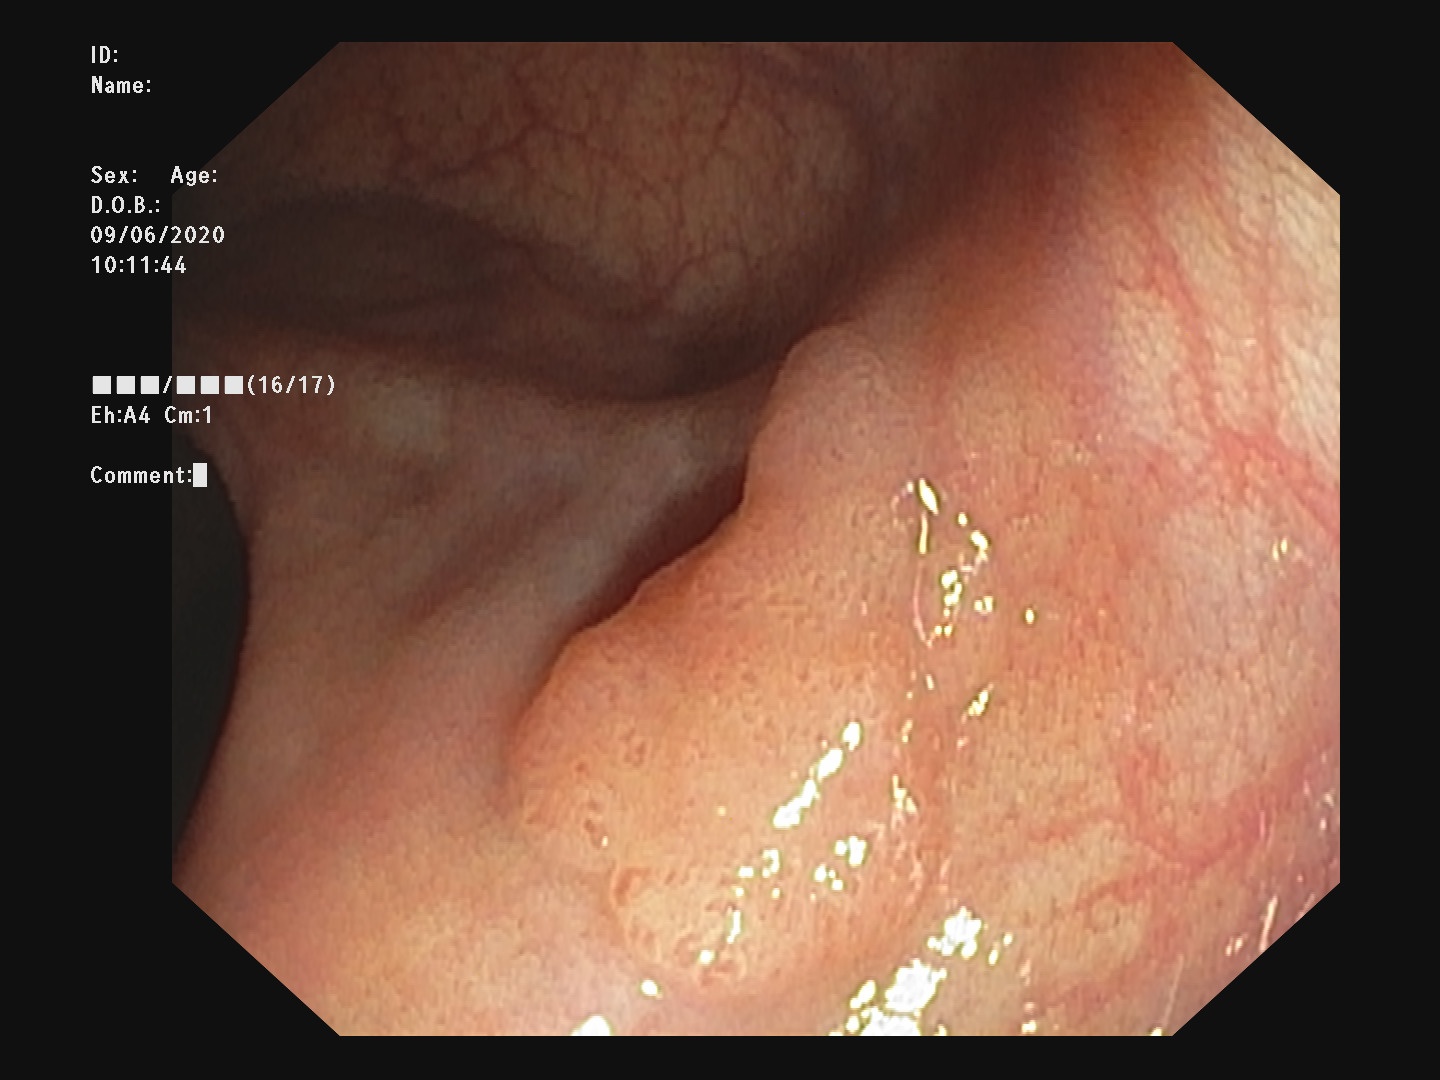 ID:
Name:
Sex: Age:
D.O.B.:
09/06/2020
10:11:44
■■■/■■■(16/17)
Eh:A4 Cm:1
Comment: